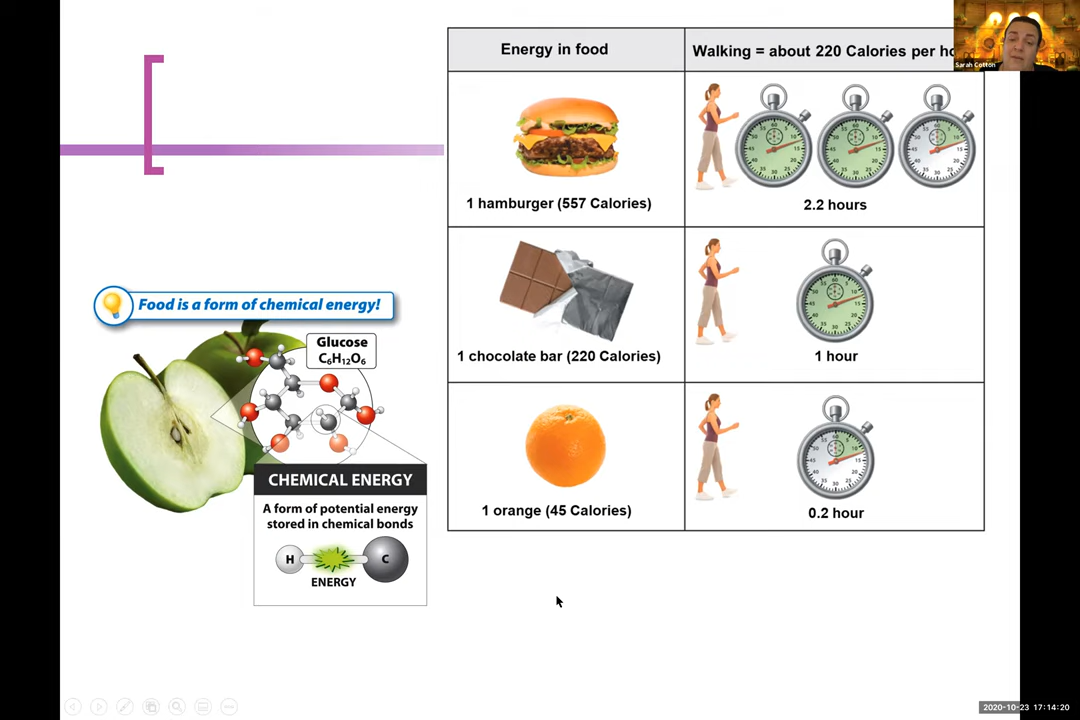 Energy in food
Walking = about 220 Calories per ho
Sarah Cotton
1 hamburger (557 Calories)
2.2 hours
1 chocolate bar (220 Calories)
1 hour
1 orange (45 Calories)
0.2 hour
Food is a form of chemical energy!
Glucose
C₆H₁₂O₆
CHEMICAL ENERGY
A form of potential energy
stored in chemical bonds
H
C
ENERGY
2020-10-23 17:14:20